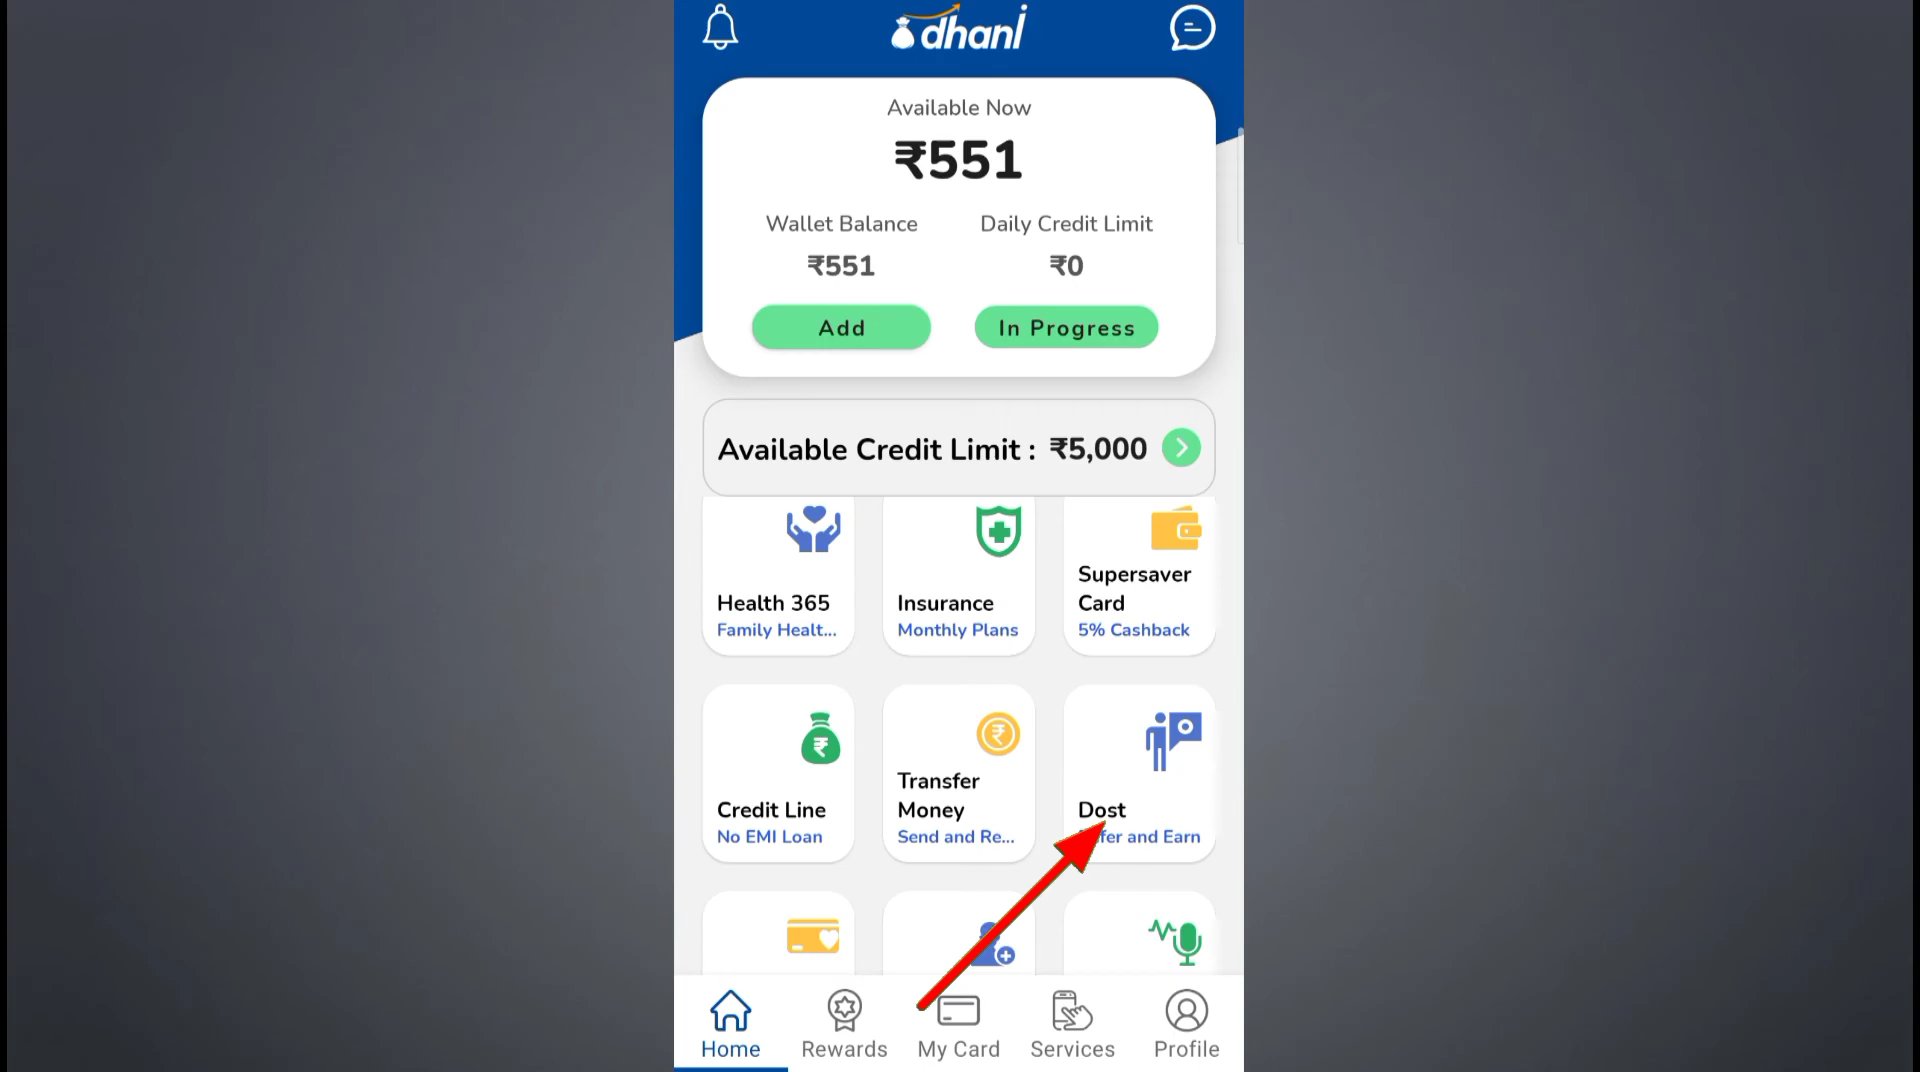 dhani
Available Now
₹551
Wallet Balance
Daily Credit Limit
₹551
₹0
Add
In Progress
Available Credit Limit : ₹5,000
Health 365
Family Healt...
Insurance
Monthly Plans
Supersaver
Card
5% Cashback
Credit Line
No EMI Loan
Transfer
Money
Send and Re...
Dost
and Earn
Home
Rewards
My Card
Services
Profile